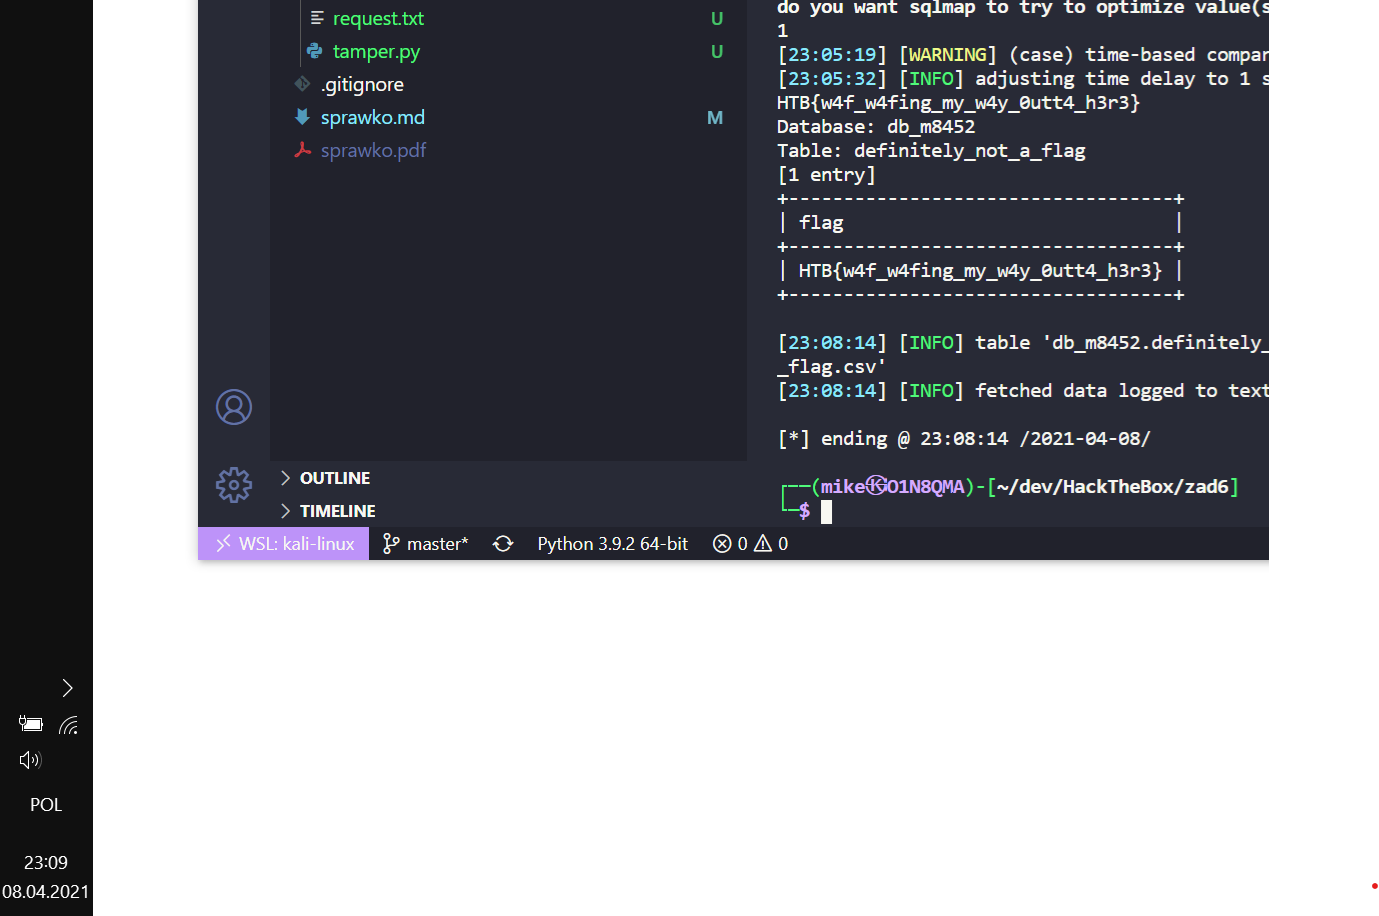 request.txt U
tamper.py U
.gitignore
sprawko.md M
sprawko.pdf
OUTLINE
TIMELINE
do you want sqlmap to try to optimize value(s
1
[23:05:19] [WARNING] (case) time-based compar
[23:05:32] [INFO] adjusting time delay to 1 s
HTB{w4f_w4fing_my_w4y_0utt4_h3r3}
Database: db_m8452
Table: definitely_not_a_flag
[1 entry]
+-----------------------------------+
| flag                              |
+-----------------------------------+
| HTB{w4f_w4fing_my_w4y_0utt4_h3r3} |
+-----------------------------------+
[23:08:14] [INFO] table 'db_m8452.definitely_
_flag.csv'
[23:08:14] [INFO] fetched data logged to text
[*] ending @ 23:08:14 /2021-04-08/
┌──(mike㉿O1N8QMA)-[~/dev/HackTheBox/zad6]
└─$
WSL: kali-linux master* Python 3.9.2 64-bit 0 0
POL
23:09
08.04.2021